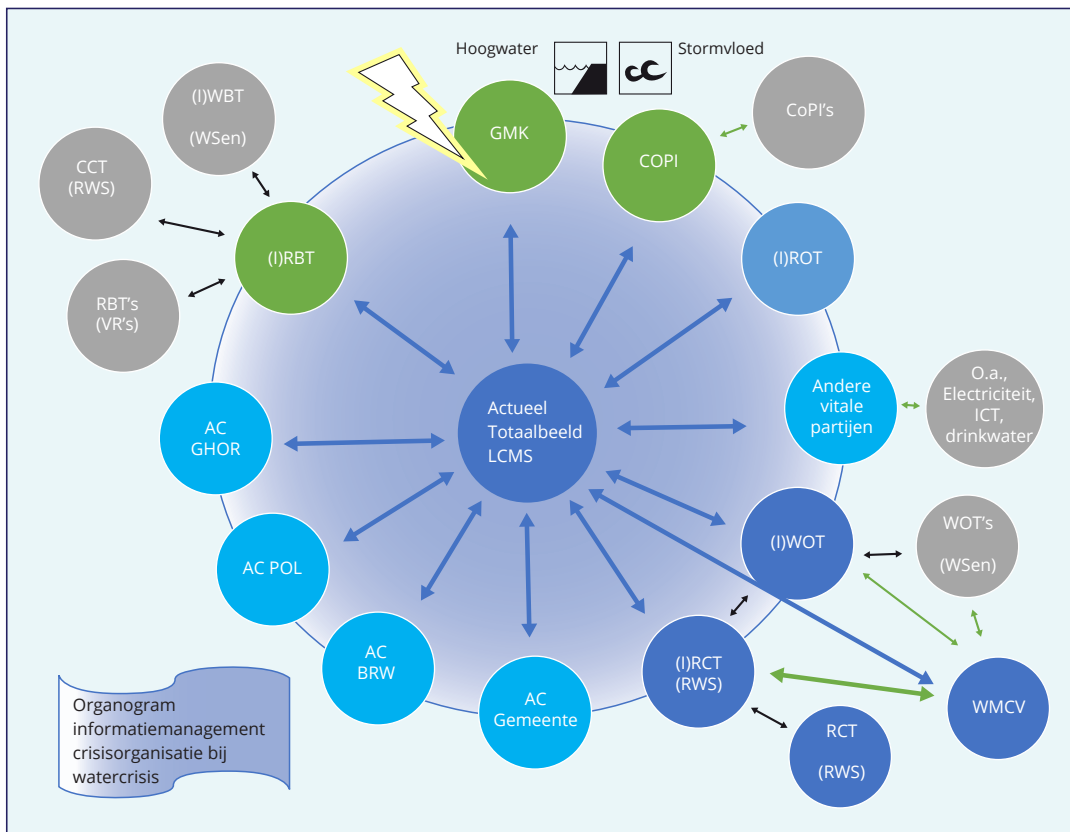 Hoogwater
Stormvloed
(I)WBT
(WSen)
GMK
COPI
CoPI's
CCT
(RWS)
(I)RBT
(I)ROT
RBT's
(VR's)
Andere
vitale
partijen
O.a.,
Electriciteit,
ICT,
drinkwater
AC
GHOR
Actueel
Totaalbeeld
LCMS
(I)WOT
WOT's
(WSen)
AC POL
AC
BRW
AC
Gemeente
(I)RCT
(RWS)
WMCV
RCT
(RWS)
Organogram
informatiemanagement
crisisorganisatie bij
watercrisis